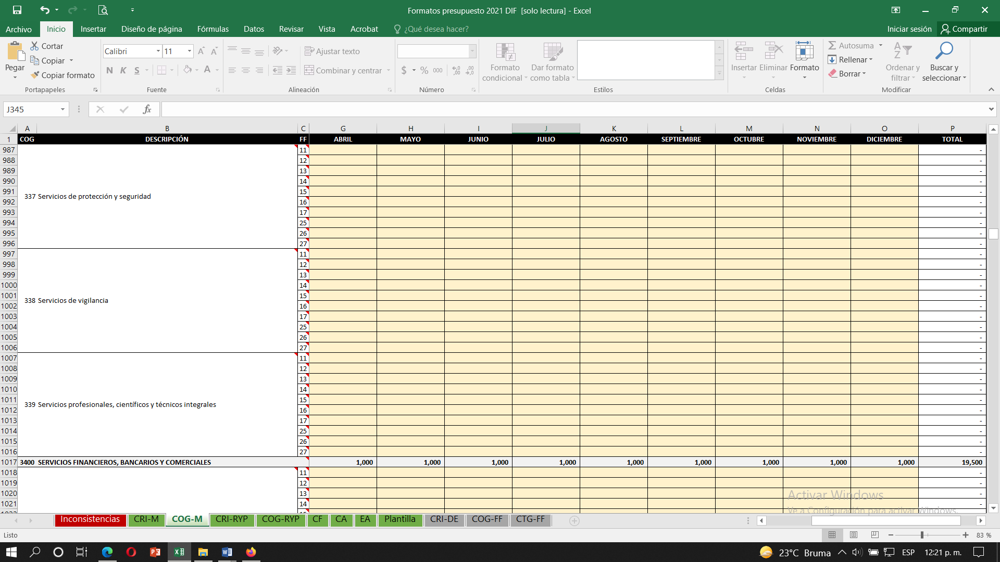 Formatos presupuesto 2021 DIF  [solo lectura] - Excel
Archivo Inicio Insertar Diseño de página Fórmulas Datos Revisar Vista Acrobat ¿Qué desea hacer? Iniciar sesión Compartir
Pegar
Cortar
Copiar
Copiar formato
Portapapeles
Calibri 11
N K S
Fuente
Ajustar texto
Combinar y centrar
Alineación
$ % 000
Número
Formato condicional
Dar formato como tabla
Estilos
Insertar Eliminar Formato
Celdas
Autosuma
Rellenar
Borrar
Ordenar y filtrar
Buscar y seleccionar
Modificar
J345 fx
A B C G H I J K L M N O P
1 COG DESCRIPCIÓN FF ABRIL MAYO JUNIO JULIO AGOSTO SEPTIEMBRE OCTUBRE NOVIEMBRE DICIEMBRE TOTAL
987 11 -
988 12 -
989 13 -
990 14 -
991 15 -
337 Servicios de protección y seguridad
992 16 -
993 17 -
994 25 -
995 26 -
996 27 -
997 11 -
998 12 -
999 13 -
1000 14 -
1001 15 -
338 Servicios de vigilancia
1002 16 -
1003 17 -
1004 25 -
1005 26 -
1006 27 -
1007 11 -
1008 12 -
1009 13 -
1010 14 -
1011 15 -
339 Servicios profesionales, científicos y técnicos integrales
1012 16 -
1013 17 -
1014 25 -
1015 26 -
1016 27 -
1017 3400 SERVICIOS FINANCIEROS, BANCARIOS Y COMERCIALES 1,000 1,000 1,000 1,000 1,000 1,000 1,000 1,000 1,000 19,500
1018 11 -
1019 12 -
1020 13 -
1021 14 -
Activar Windows
Ve a Configuración para activar Windows.
Inconsistencias CRI-M COG-M CRI-RYP COG-RYP CF CA EA Plantilla CRI-DE COG-FF CTG-FF
Listo 83 %
23°C Bruma ESP 12:21 p. m.